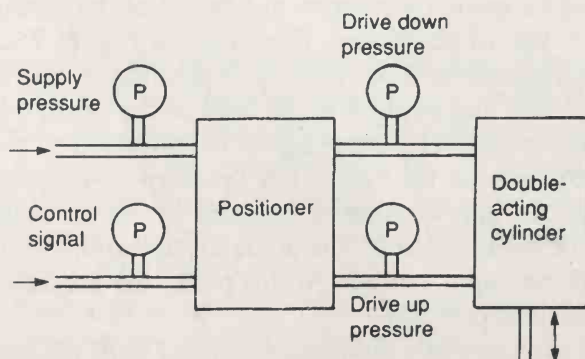 Supply
pressure
P
Drive down
pressure
P
Control
signal
P
Positioner
P
Drive up
pressure
Double-
acting
cylinder